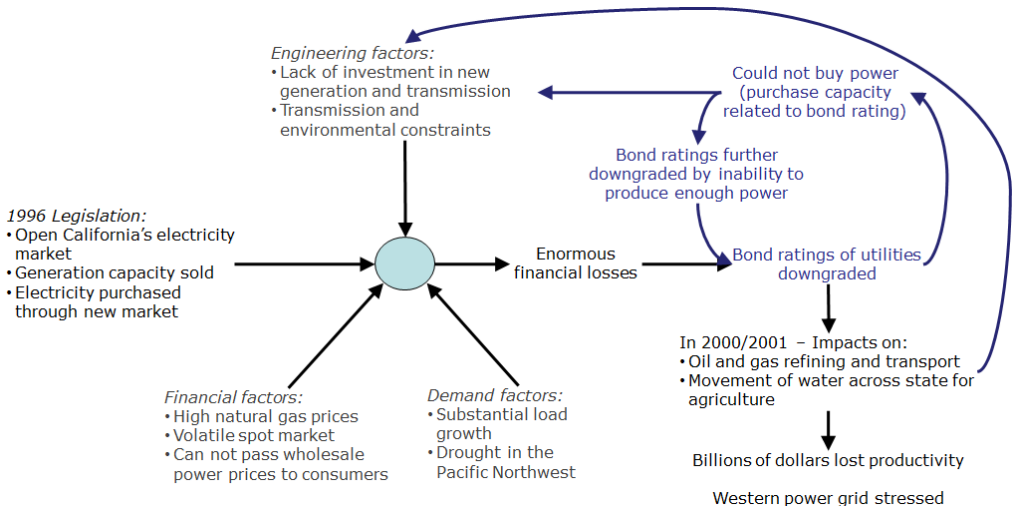 Engineering factors:
• Lack of investment in new
generation and transmission
• Transmission and
environmental constraints
Could not buy power
(purchase capacity
related to bond rating)
Bond ratings further
downgraded by inability to
produce enough power
1996 Legislation:
• Open California's electricity
market
• Generation capacity sold
• Electricity purchased
through new market
Enormous
financial losses
Bond ratings of utilities
downgraded
In 2000/2001 – Impacts on:
• Oil and gas refining and transport
• Movement of water across state for
agriculture
Financial factors:
• High natural gas prices
• Volatile spot market
• Can not pass wholesale
power prices to consumers
Demand factors:
• Substantial load
growth
• Drought in the
Pacific Northwest
Billions of dollars lost productivity
Western power grid stressed